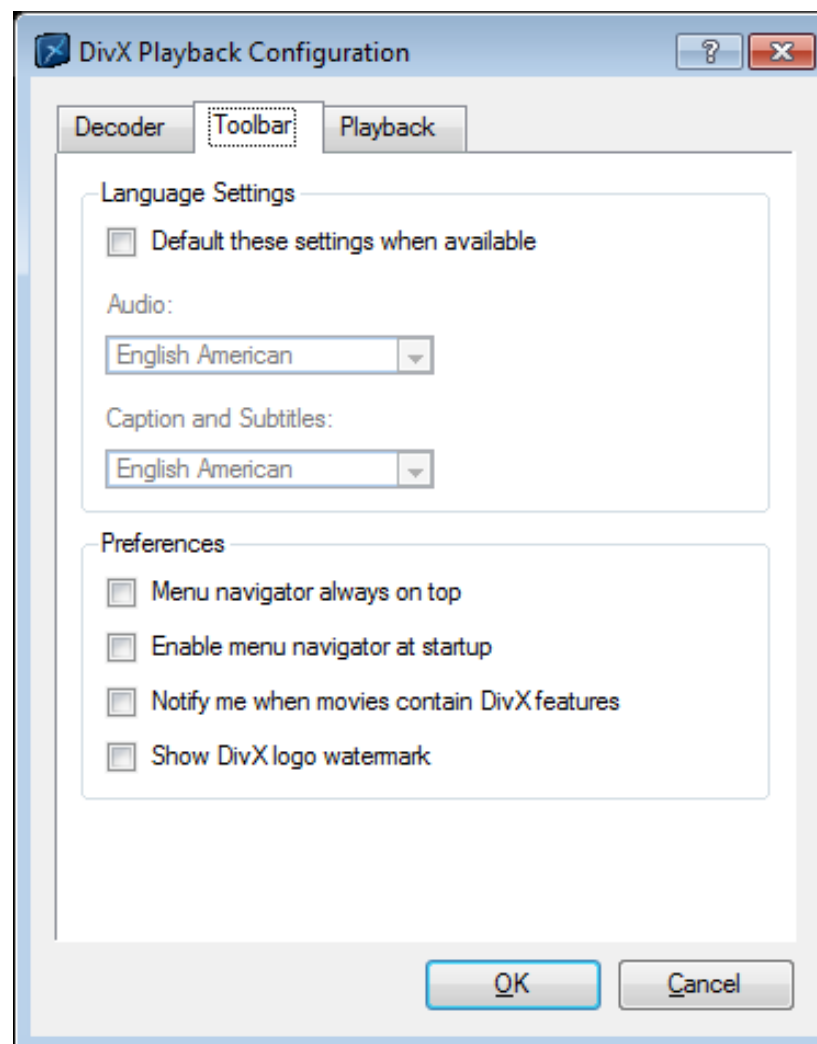 DivX Playback Configuration
Decoder Toolbar Playback
Language Settings
Default these settings when available
Audio:
English American
Caption and Subtitles:
English American
Preferences
Menu navigator always on top
Enable menu navigator at startup
Notify me when movies contain DivX features
Show DivX logo watermark
OK Cancel